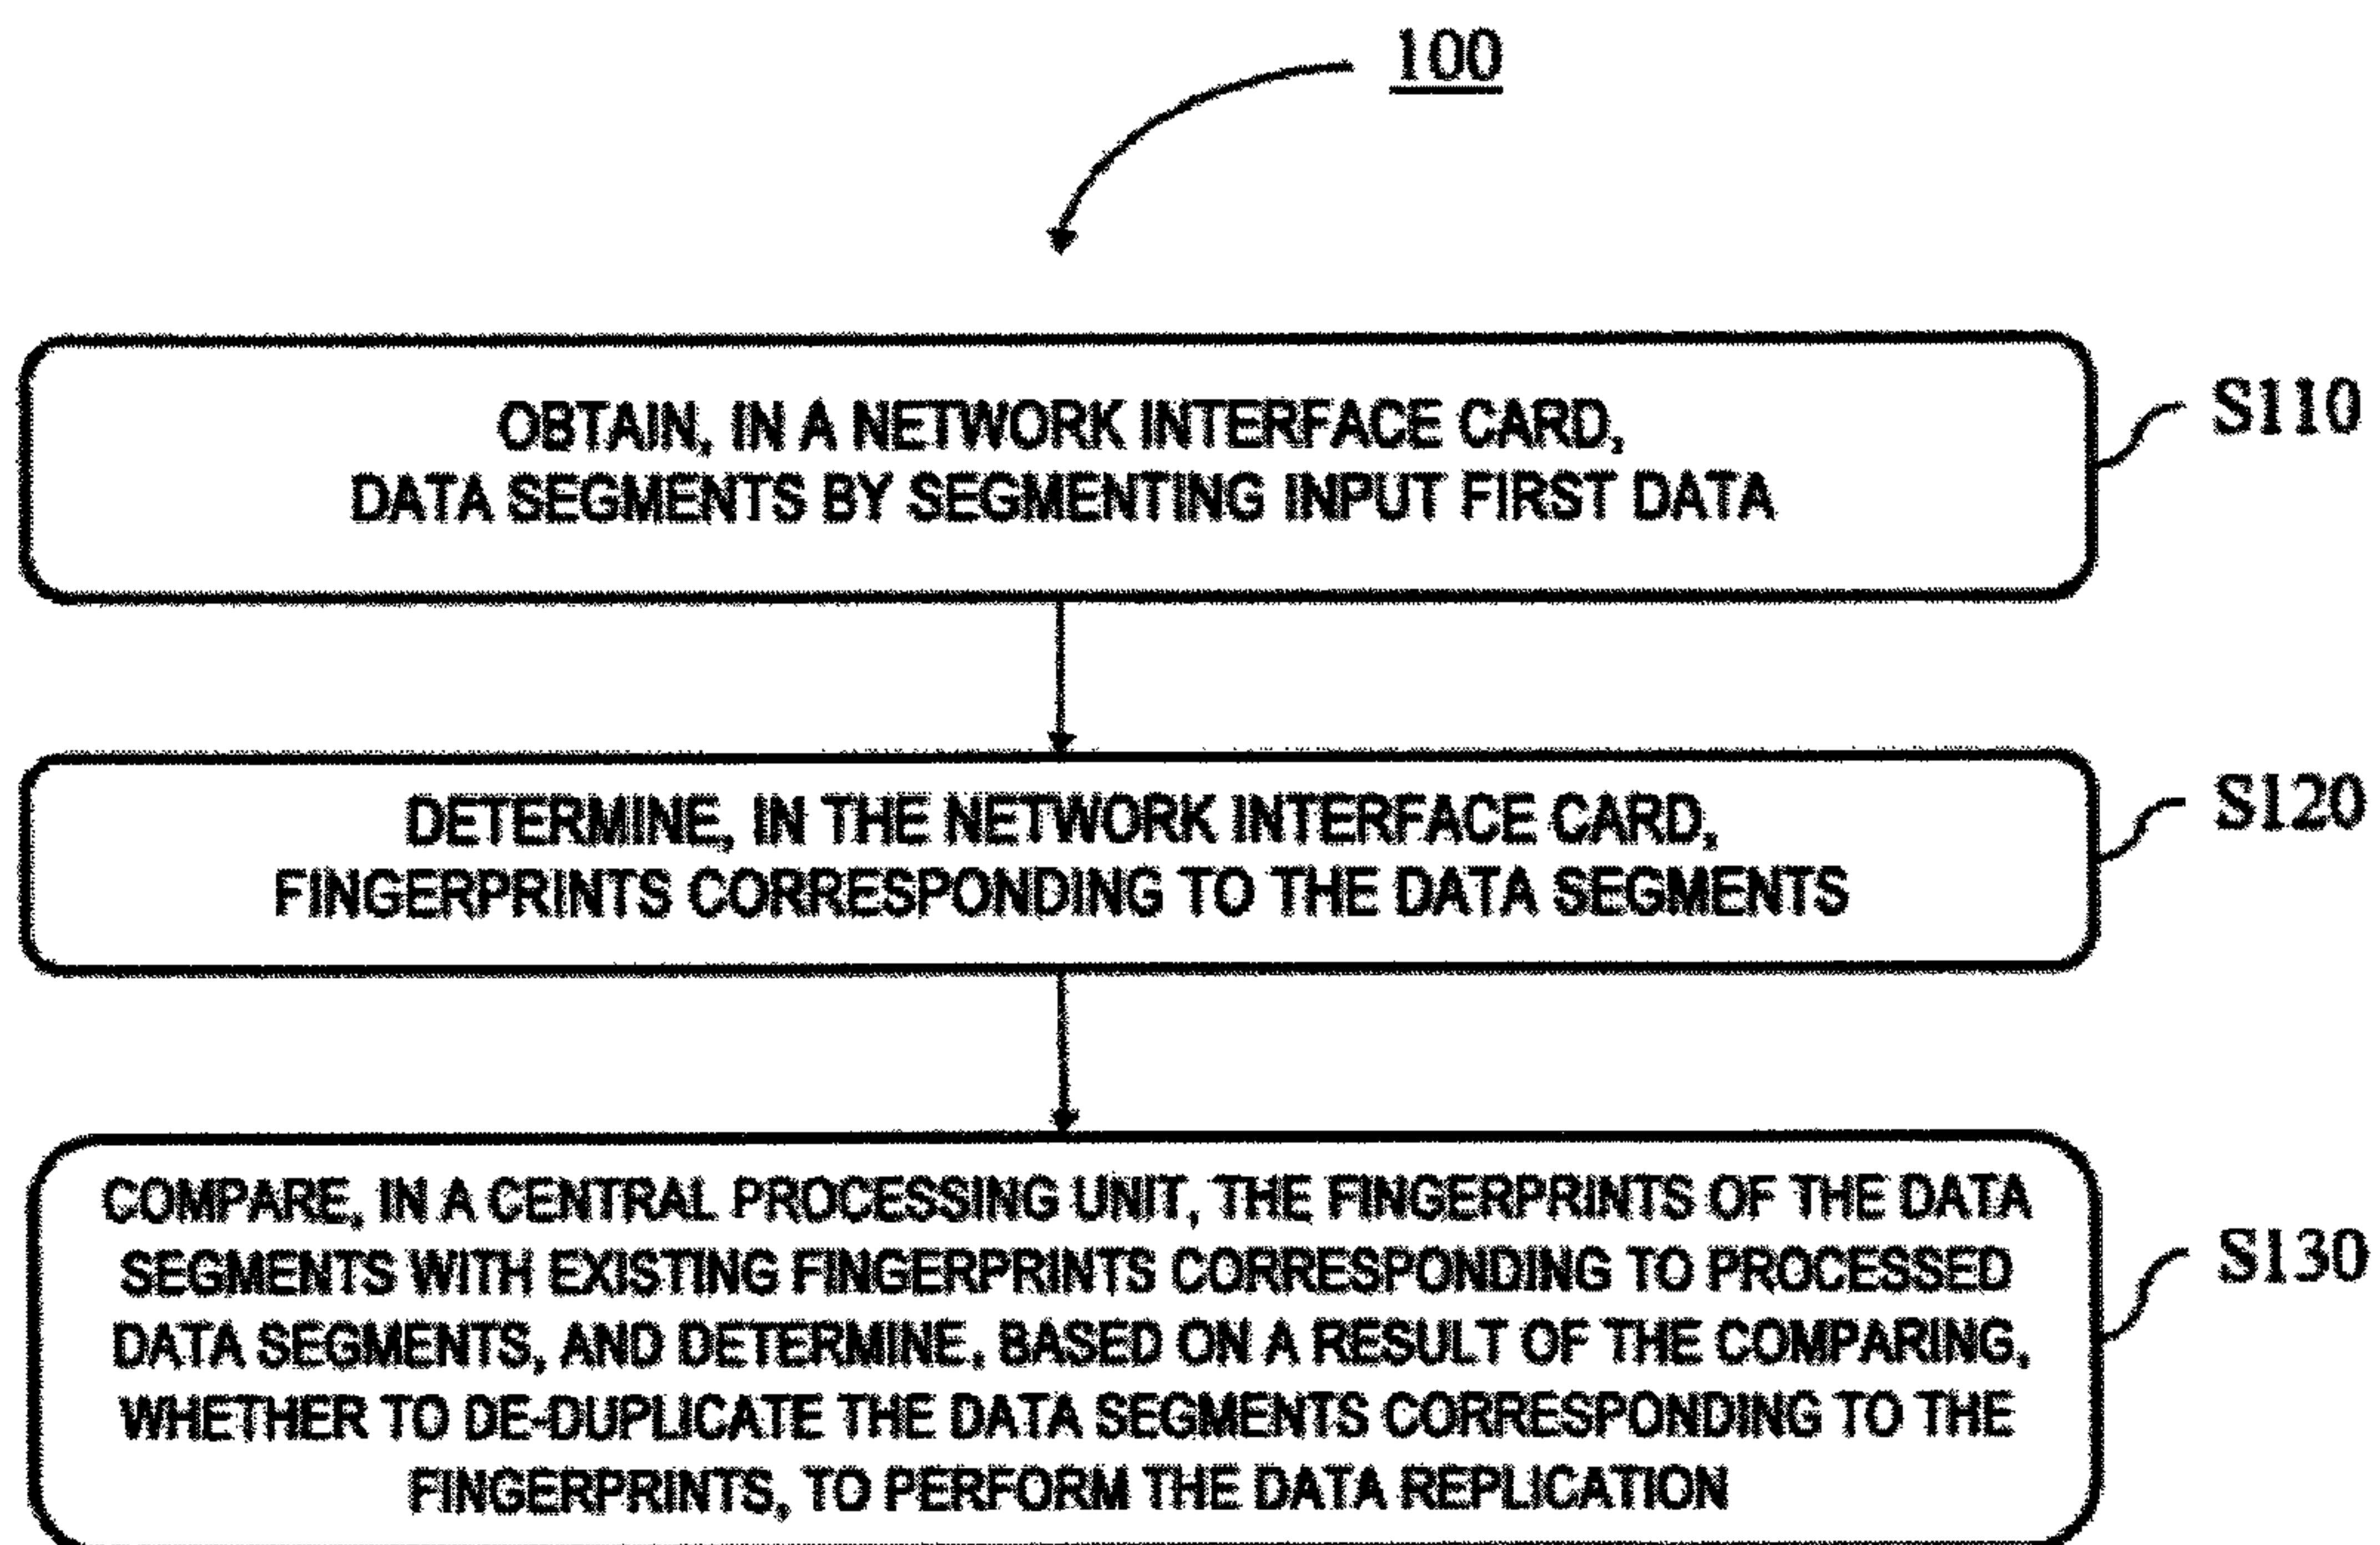 100
OBTAIN, IN A NETWORK INTERFACE CARD,
DATA SEGMENTS BY SEGMENTING INPUT FIRST DATA
S110
DETERMINE, IN THE NETWORK INTERFACE CARD,
FINGERPRINTS CORRESPONDING TO THE DATA SEGMENTS
S120
COMPARE, IN A CENTRAL PROCESSING UNIT, THE FINGERPRINTS OF THE DATA
SEGMENTS WITH EXISTING FINGERPRINTS CORRESPONDING TO PROCESSED
DATA SEGMENTS, AND DETERMINE, BASED ON A RESULT OF THE COMPARING,
WHETHER TO DE-DUPLICATE THE DATA SEGMENTS CORRESPONDING TO THE
FINGERPRINTS, TO PERFORM THE DATA REPLICATION
S130